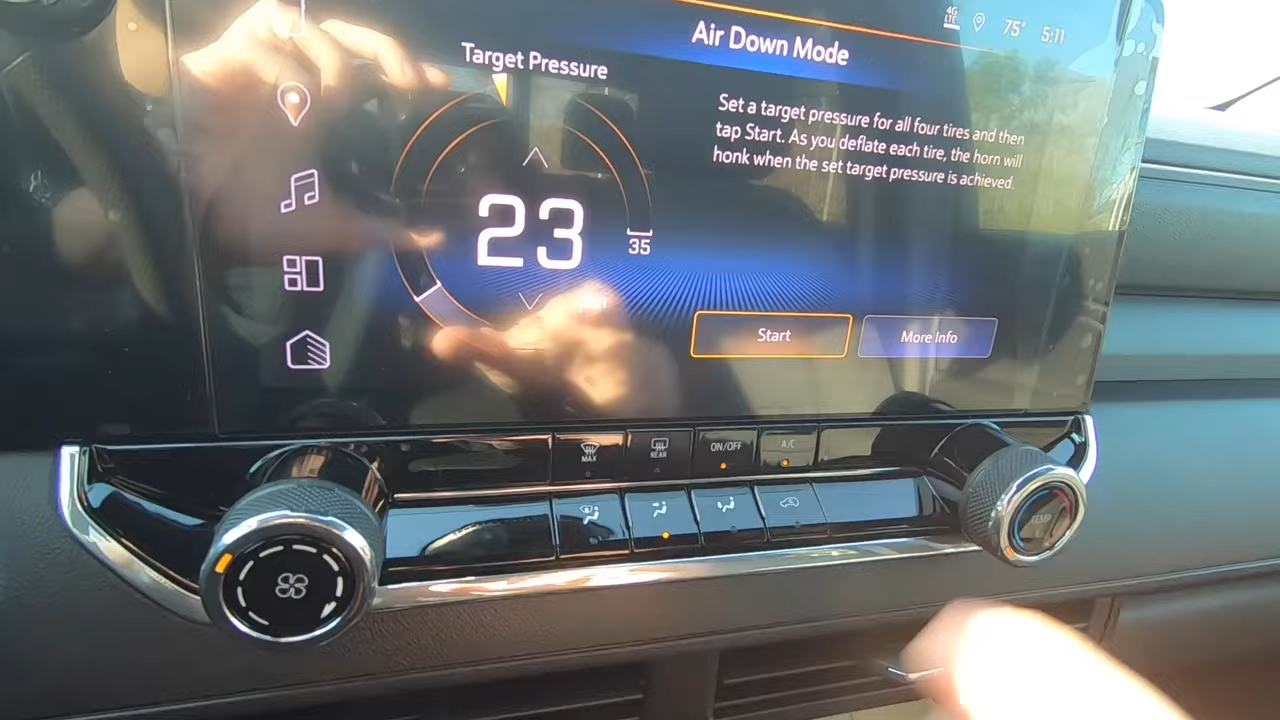 4G
LTE
75°
5:11
Air Down Mode
Target Pressure
Set a target pressure for all four tires and then
tap Start. As you deflate each tire, the horn will
honk when the set target pressure is achieved.
23
35
Start
More Info
MAX
REAR
ON/OFF
A/C
TEMP